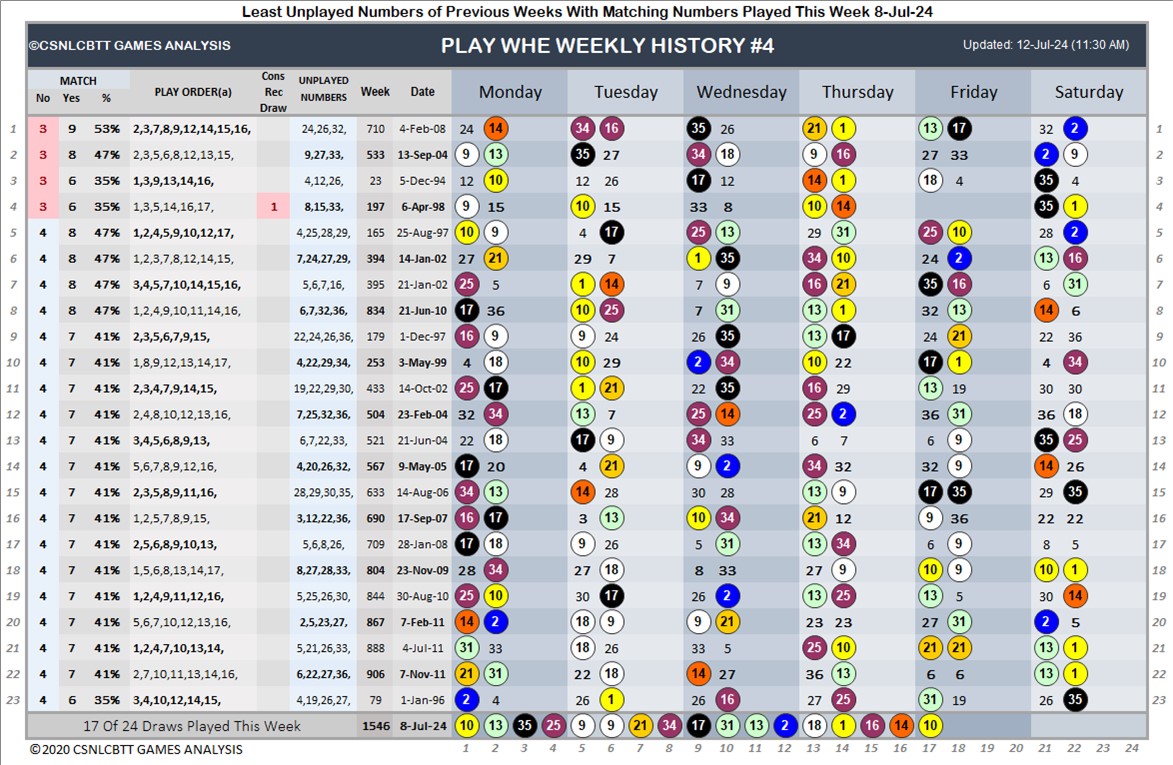 Least Unplayed Numbers of Previous Weeks With Matching Numbers Played This Week 8-Jul-24
©CSNLCBTT GAMES ANALYSIS PLAY WHE WEEKLY HISTORY #4 Updated: 12-Jul-24 (11:30 AM)
MATCH
No Yes % PLAY ORDER(a) Cons Rec Draw UNPLAYED NUMBERS Week Date Monday Tuesday Wednesday Thursday Friday Saturday
1 3 9 53% 2,3,7,8,9,12,14,15,16, 24,26,32, 710 4-Feb-08 24 14 34 16 35 26 21 1 13 17 32 2 1
2 3 8 47% 2,3,5,6,8,12,13,15, 9,27,33, 533 13-Sep-04 9 13 35 27 34 18 9 16 27 33 2 9 2
3 3 6 35% 1,3,9,13,14,16, 4,12,26, 23 5-Dec-94 12 10 12 26 17 12 14 1 18 4 35 4 3
4 3 6 35% 1,3,5,14,16,17, 1 8,15,33, 197 6-Apr-98 9 15 10 15 33 8 10 14 35 1 4
5 4 8 47% 1,2,4,5,9,10,12,17, 4,25,28,29, 165 25-Aug-97 10 9 4 17 25 13 29 31 25 10 28 2 5
6 4 8 47% 1,2,3,7,8,12,14,15, 7,24,27,29, 394 14-Jan-02 27 21 29 7 1 35 34 10 24 2 13 16 6
7 4 8 47% 3,4,5,7,10,14,15,16, 5,6,7,16, 395 21-Jan-02 25 5 1 14 7 9 16 21 35 16 6 31 7
8 4 8 47% 1,2,4,9,10,11,14,16, 6,7,32,36, 834 21-Jun-10 17 36 10 25 7 31 13 1 32 13 14 6 8
9 4 7 41% 2,3,5,6,7,9,15, 22,24,26,36, 179 1-Dec-97 16 9 9 24 26 35 13 17 24 21 22 36 9
10 4 7 41% 1,8,9,12,13,14,17, 4,22,29,34, 253 3-May-99 4 18 10 29 2 34 10 22 17 1 4 34 10
11 4 7 41% 2,3,4,7,9,14,15, 19,22,29,30, 433 14-Oct-02 25 17 1 21 22 35 16 29 13 19 30 30 11
12 4 7 41% 2,4,8,10,12,13,16, 7,25,32,36, 504 23-Feb-04 32 34 13 7 25 14 25 2 36 31 36 18 12
13 4 7 41% 3,4,5,6,8,9,13, 6,7,22,33, 521 21-Jun-04 22 18 17 9 34 33 6 7 6 9 35 25 13
14 4 7 41% 5,6,7,8,9,12,16, 4,20,26,32, 567 9-May-05 17 20 4 21 9 2 34 32 32 9 14 26 14
15 4 7 41% 2,3,5,8,9,11,16, 28,29,30,35, 633 14-Aug-06 34 13 14 28 30 28 13 9 17 35 29 35 15
16 4 7 41% 1,2,5,7,8,9,15, 3,12,22,36, 690 17-Sep-07 16 17 3 13 10 34 21 12 9 36 22 22 16
17 4 7 41% 2,5,6,8,9,10,13, 5,6,8,26, 709 28-Jan-08 17 18 9 26 5 31 13 34 6 9 8 5 17
18 4 7 41% 1,5,6,8,13,14,17, 8,27,28,33, 804 23-Nov-09 28 34 27 18 8 33 27 9 10 9 10 1 18
19 4 7 41% 1,2,4,9,11,12,16, 5,25,26,30, 844 30-Aug-10 25 10 30 17 26 2 13 25 13 5 30 14 19
20 4 7 41% 5,6,7,10,12,13,16, 2,5,23,27, 867 7-Feb-11 14 2 18 9 9 21 23 23 27 31 2 5 20
21 4 7 41% 1,2,4,7,10,13,14, 5,21,26,33, 888 4-Jul-11 31 33 18 26 33 5 25 10 21 21 13 1 21
22 4 7 41% 2,7,10,11,13,14,16, 6,22,27,36, 906 7-Nov-11 21 31 22 18 14 27 36 13 6 6 13 1 22
23 4 6 35% 3,4,10,12,14,15, 4,19,26,27, 1-Jan-96 2 4 26 1 26 16 27 25 31 19 26 35 23
17 Of 24 Draws Played This Week 1546 8-Jul-24 10 13 35 25 9 9 21 34 17 31 13 2 18 1 16 14 10
©2020 CSNLCBTT GAMES ANALYSIS 1 2 3 4 5 6 7 8 9 10 11 12 13 14 15 16 17 18 19 20 21 22 23 24